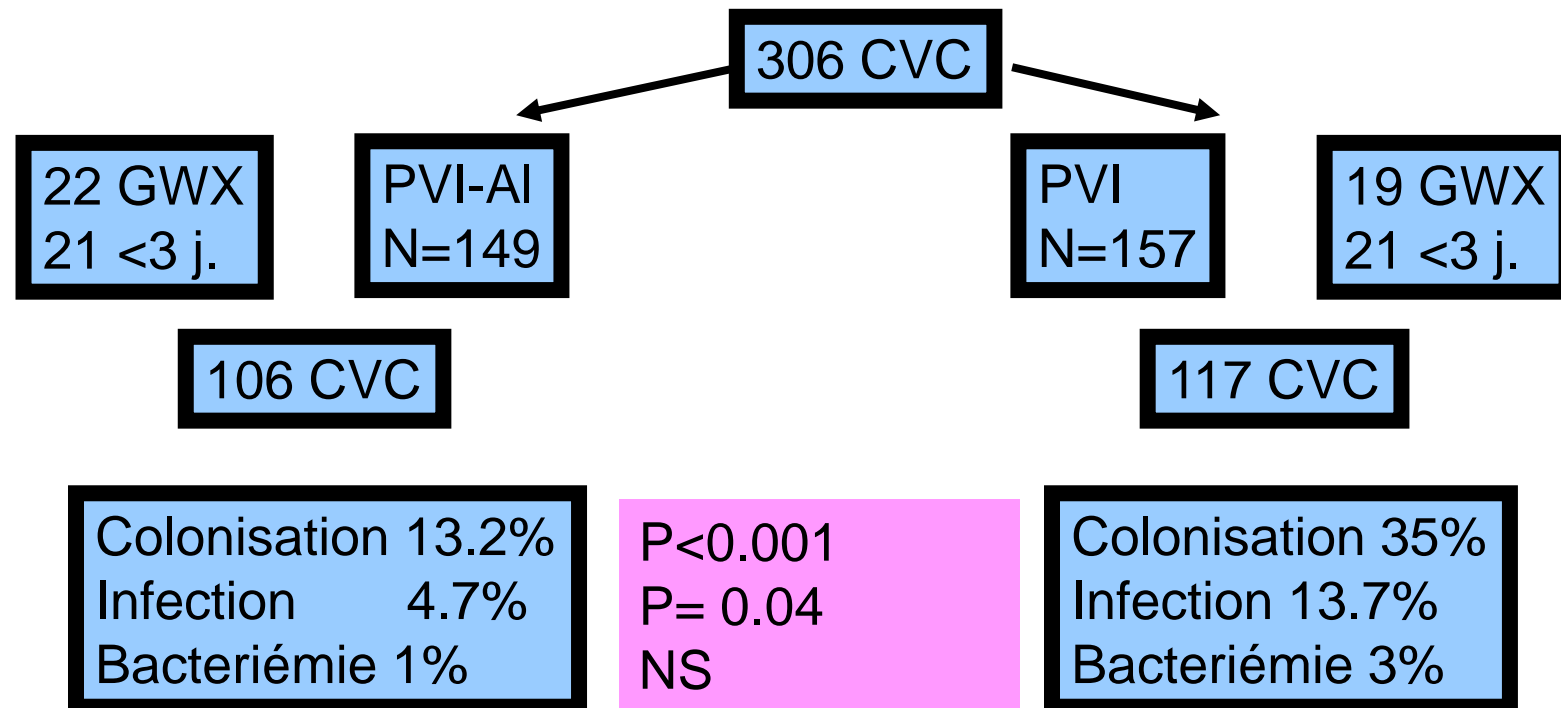 306 CVC
22 GWX
21 <3 j.
PVI-Al
N=149
PVI
N=157
19 GWX
21 <3 j.
106 CVC
117 CVC
Colonisation 13.2%
Infection 4.7%
Bacteriémie 1%
P<0.001
P= 0.04
NS
Colonisation 35%
Infection 13.7%
Bacteriémie 3%